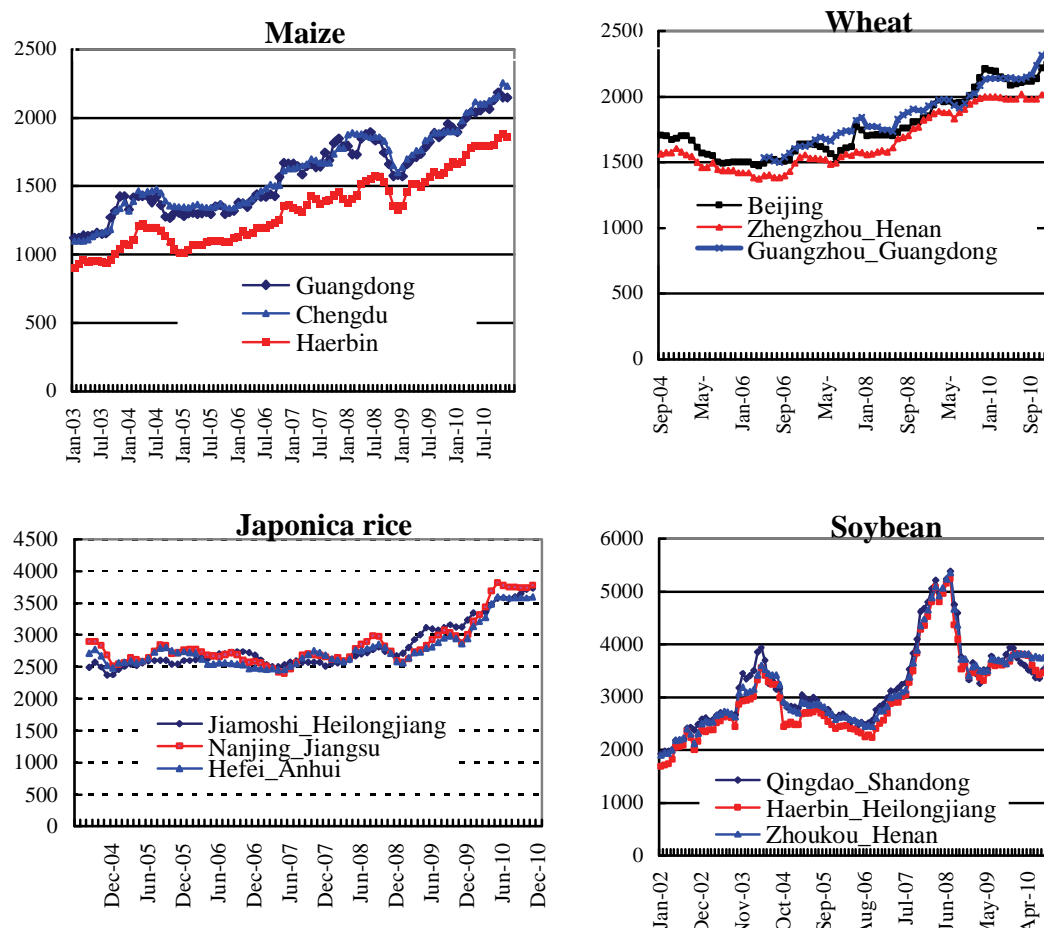 Maize
2500
2000
1500
1000
500
0
Guangdong
Chengdu
Haerbin
Jan-03
Jul-03
Jan-04
Jul-04
Jan-05
Jul-05
Jan-06
Jul-06
Jan-07
Jul-07
Jan-08
Jul-08
Jan-09
Jul-09
Jan-10
Jul-10
Wheat
2500
2000
1500
1000
500
0
Beijing
Zhengzhou_Henan
Guangzhou_Guangdong
Sep-04
May-
Jan-06
Sep-06
May-
Jan-08
Sep-08
May-
Jan-10
Sep-10
Japonica rice
4500
4000
3500
3000
2500
2000
1500
1000
500
0
Jiamoshi_Heilongjiang
Nanjing_Jiangsu
Hefei_Anhui
Dec-04
Jun-05
Dec-05
Jun-06
Dec-06
Jun-07
Dec-07
Jun-08
Dec-08
Jun-09
Dec-09
Jun-10
Dec-10
Soybean
6000
5000
4000
3000
2000
1000
0
Qingdao_Shandong
Haerbin_Heilongjiang
Zhoukou_Henan
Jan-02
Dec-02
Nov-03
Oct-04
Sep-05
Aug-06
Jul-07
Jun-08
May-09
Apr-10